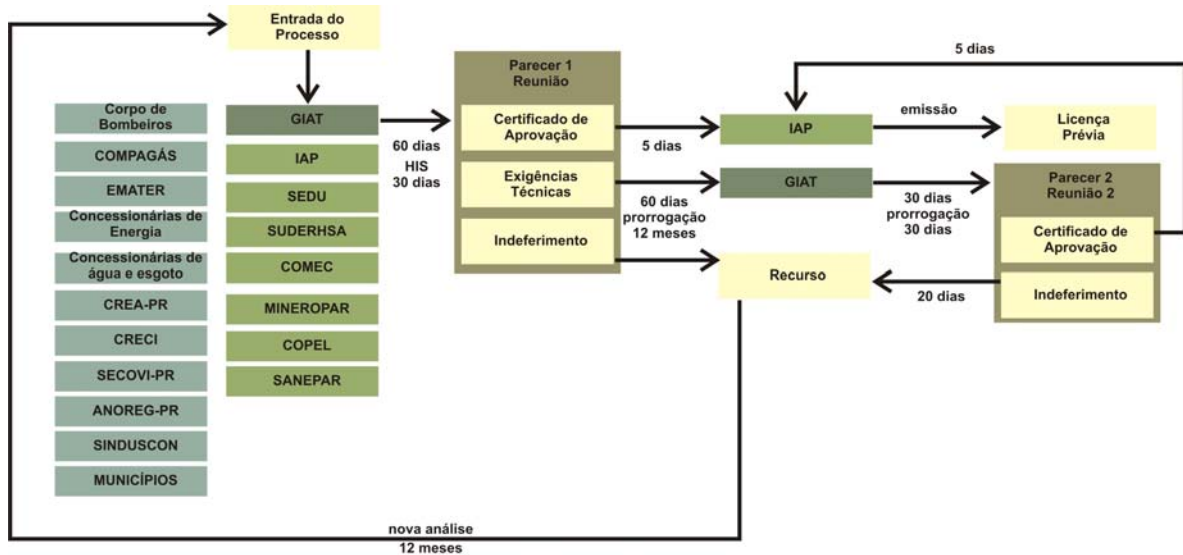 Entrada do
Processo
Corpo de
Bombeiros
COMPAGÁS
EMATER
Concessionárias de
Energia
Concessionárias de
água e esgoto
CREA-PR
CRECI
SECOVI-PR
ANOREG-PR
SINDUSCON
MUNICÍPIOS
GIAT
IAP
SEDU
SUDERHSA
COMEC
MINEROPAR
COPEL
SANEPAR
60 dias
HIS
30 dias
Parecer 1
Reunião
Certificado de
Aprovação
Exigências
Técnicas
Indeferimento
5 dias
60 dias
prorrogação
12 meses
IAP
GIAT
Recurso
emissão
30 dias
prorrogação
30 dias
20 dias
5 dias
Licença
Prévia
Parecer 2
Reunião 2
Certificado de
Aprovação
Indeferimento
nova análise
12 meses